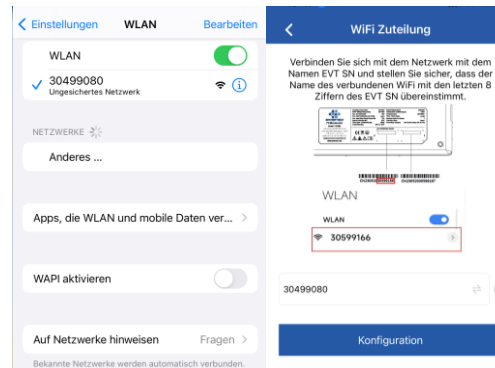 Einstellungen WLAN Bearbeiten
WLAN
30499080
Ungesichertes Netzwerk
NETZWERKE
Anderes ...
Apps, die WLAN und mobile Daten ver...
WAPI aktivieren
Auf Netzwerke hinweisen Fragen
Bekannte Netzwerke werden automatisch verbunden.
WiFi Zuteilung
Verbinden Sie sich mit dem Netzwerk mit dem
Namen EVT SN und stellen Sie sicher, dass der
Name des verbundenen WiFi mit den letzten 8
Ziffern des EVT SN übereinstimmt.
WLAN
WLAN
30599166
30499080
Konfiguration